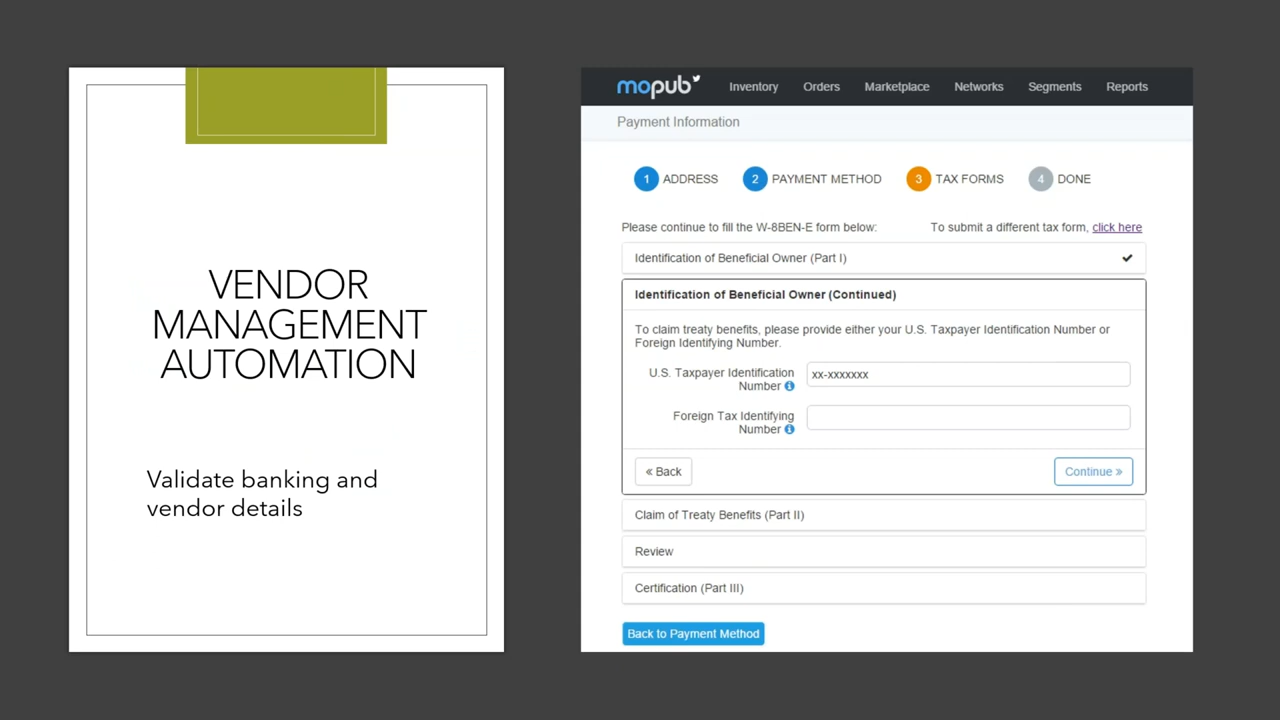 VENDOR
MANAGEMENT
AUTOMATION
Validate banking and
vendor details
mopub
Inventory Orders Marketplace Networks Segments Reports
Payment Information
1 ADDRESS 2 PAYMENT METHOD 3 TAX FORMS 4 DONE
Please continue to fill the W-8BEN-E form below: To submit a different tax form, click here
Identification of Beneficial Owner (Part I)
Identification of Beneficial Owner (Continued)
To claim treaty benefits, please provide either your U.S. Taxpayer Identification Number or
Foreign Identifying Number.
U.S. Taxpayer Identification
Number
xx-xxxxxxx
Foreign Tax Identifying
Number
« Back Continue »
Claim of Treaty Benefits (Part II)
Review
Certification (Part III)
Back to Payment Method